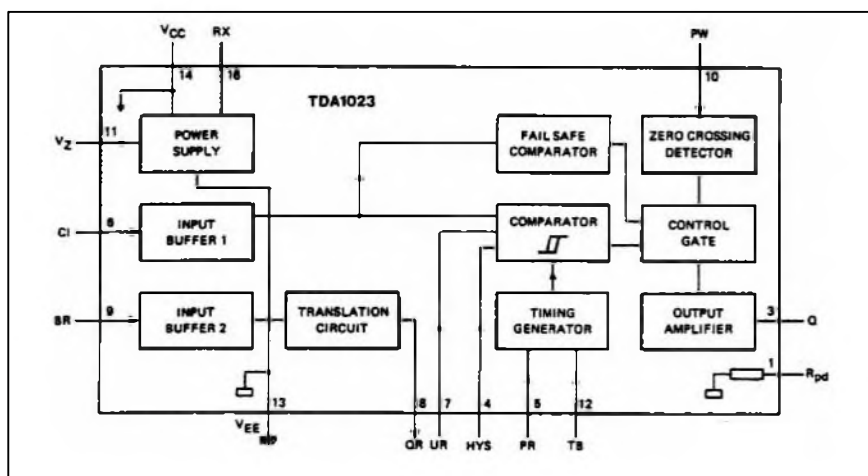 VCC RX PW
14 16 10
TDA1023
VZ 11 POWER SUPPLY
FAIL SAFE COMPARATOR
ZERO CROSSING DETECTOR
CI 6 INPUT BUFFER 1
COMPARATOR
CONTROL GATE
BR 9 INPUT BUFFER 2
TRANSLATION CIRCUIT
TIMING GENERATOR
OUTPUT AMPLIFIER
3 Q
1 Rpd
13 8 7 4 5 12
VEE QR UR HYS PR TB